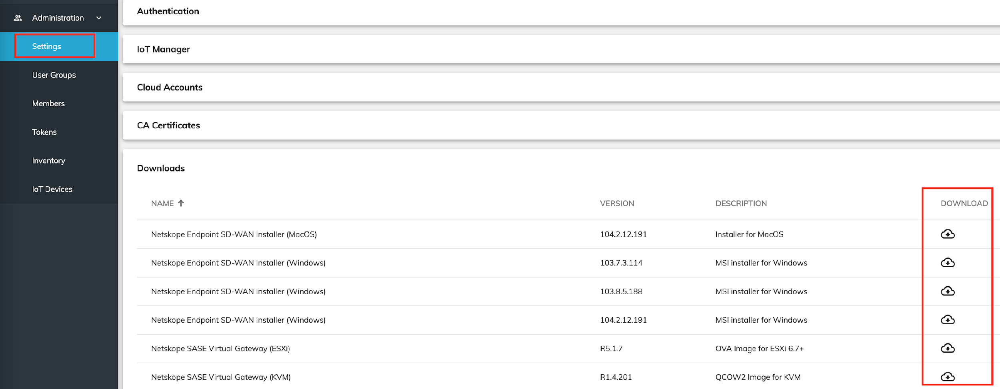 Administration
Settings
User Groups
Members
Tokens
Inventory
IoT Devices
Authentication
IoT Manager
Cloud Accounts
CA Certificates
Downloads
NAME VERSION DESCRIPTION DOWNLOAD
Netskope Endpoint SD-WAN Installer (MacOS) 104.2.12.191 Installer for MacOS
Netskope Endpoint SD-WAN Installer (Windows) 103.7.3.114 MSI installer for Windows
Netskope Endpoint SD-WAN Installer (Windows) 103.8.5.188 MSI installer for Windows
Netskope Endpoint SD-WAN Installer (Windows) 104.2.12.191 MSI installer for Windows
Netskope SASE Virtual Gateway (ESXi) R5.1.7 OVA Image for ESXi 6.7+
Netskope SASE Virtual Gateway (KVM) R1.4.201 QCOW2 Image for KVM